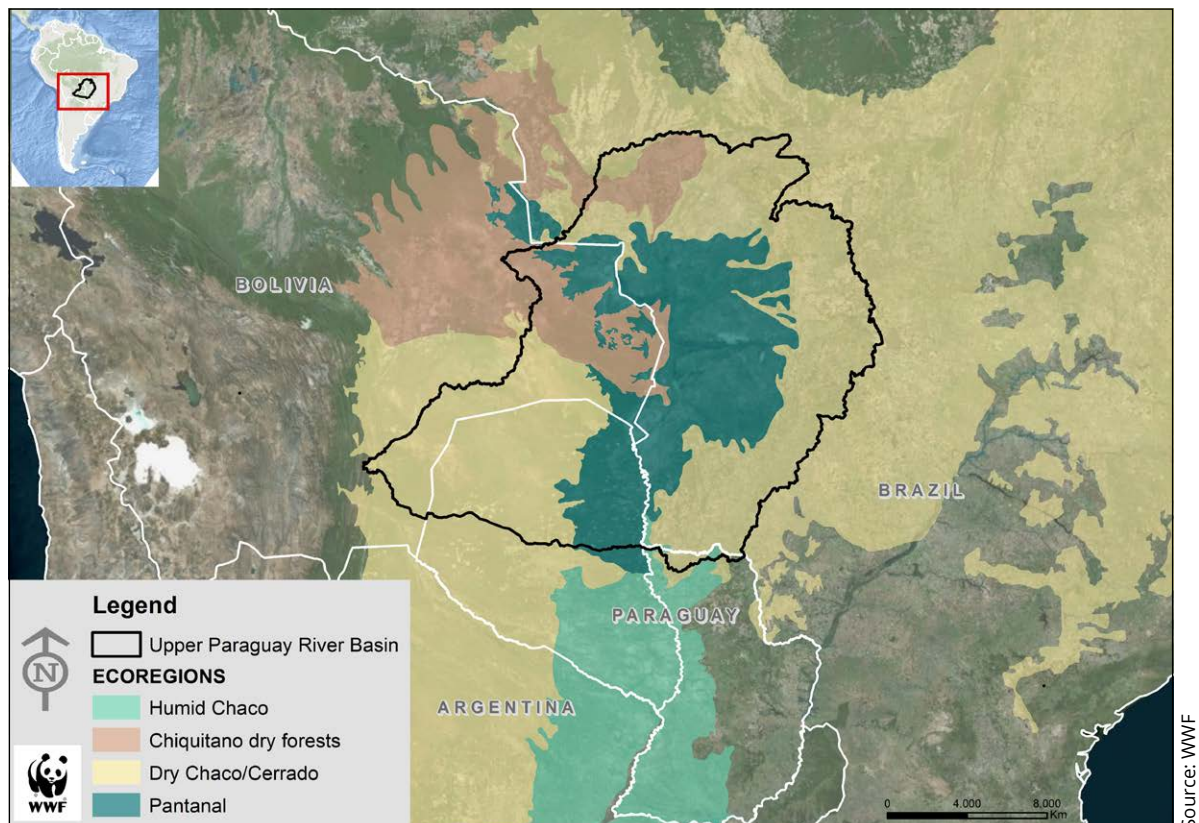 BOLIVIA
BRAZIL
PARAGUAY
ARGENTINA
Legend
Upper Paraguay River Basin
ECOREGIONS
Humid Chaco
Chiquitano dry forests
Dry Chaco/Cerrado
Pantanal
N
WWF
0 4.000 8.000
Km
Source: WWF